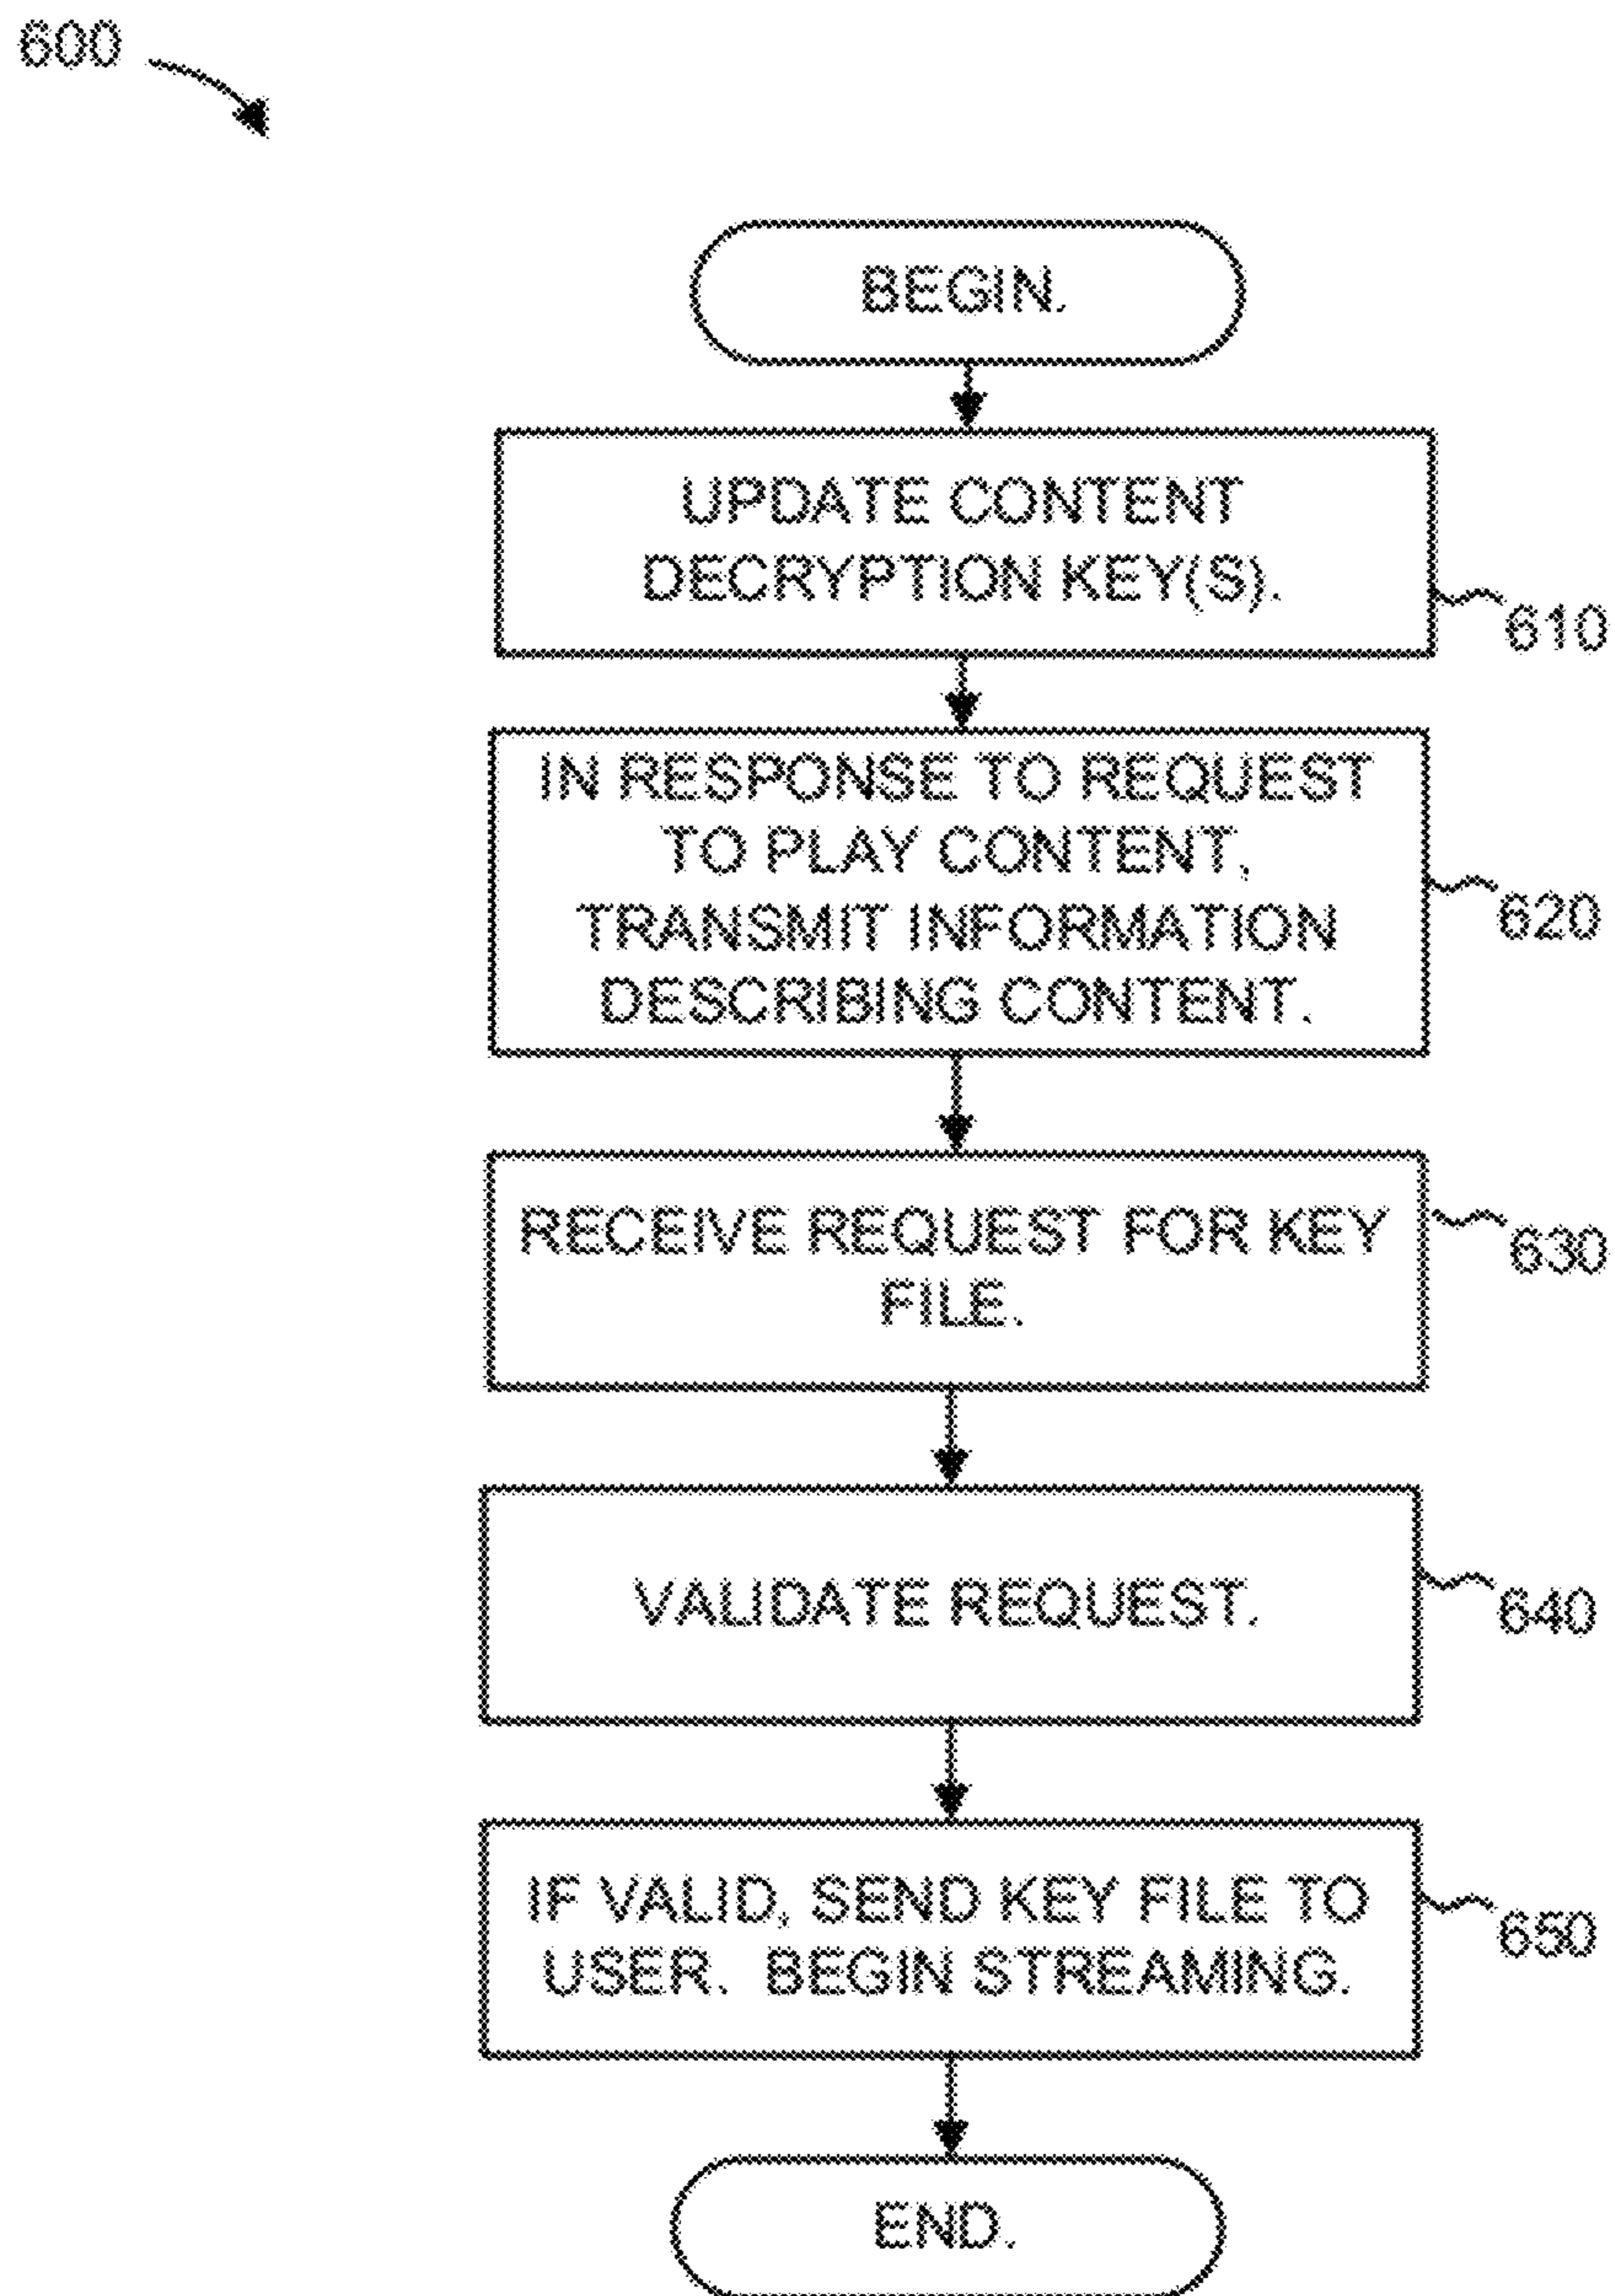 600
BEGIN.
UPDATE CONTENT
DECRYPTION KEY(S).
610
IN RESPONSE TO REQUEST
TO PLAY CONTENT,
TRANSMIT INFORMATION
DESCRIBING CONTENT.
620
RECEIVE REQUEST FOR KEY
FILE.
630
VALIDATE REQUEST.
640
IF VALID, SEND KEY FILE TO
USER.  BEGIN STREAMING.
650
END.